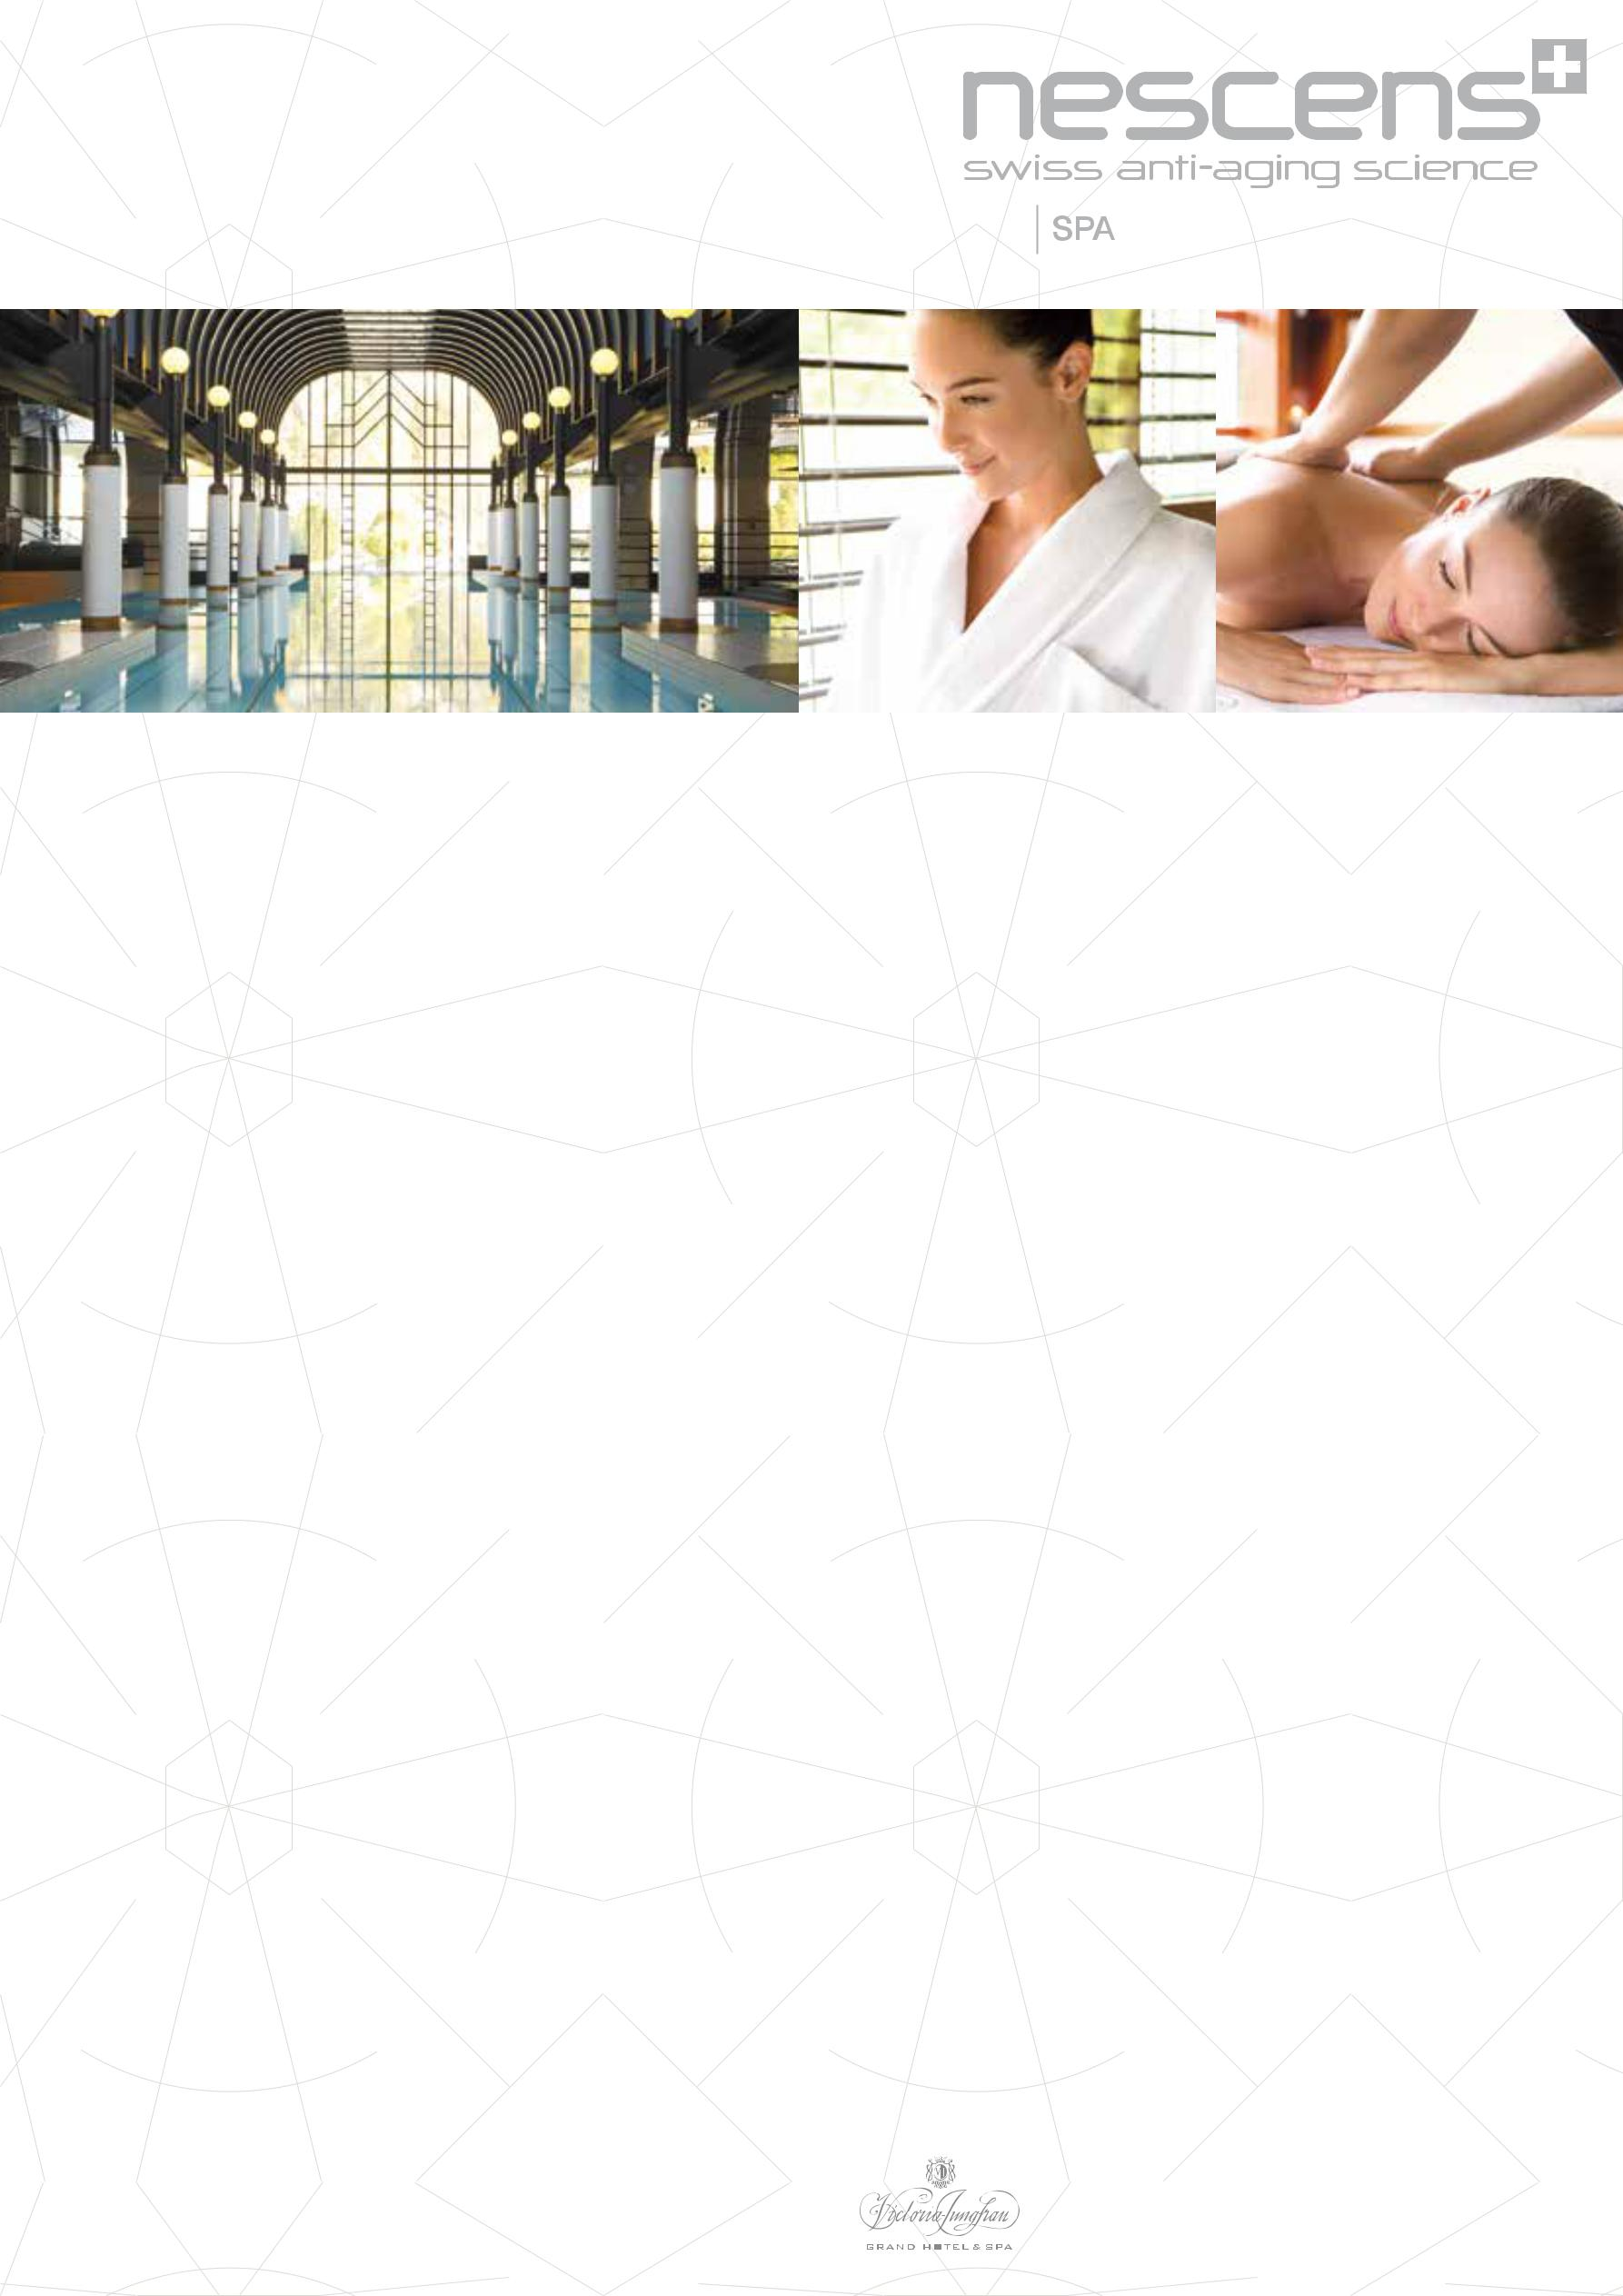 nescens
swiss anti-aging science
SPA
Victoria-Jungfrau
GRAND HOTEL & SPA